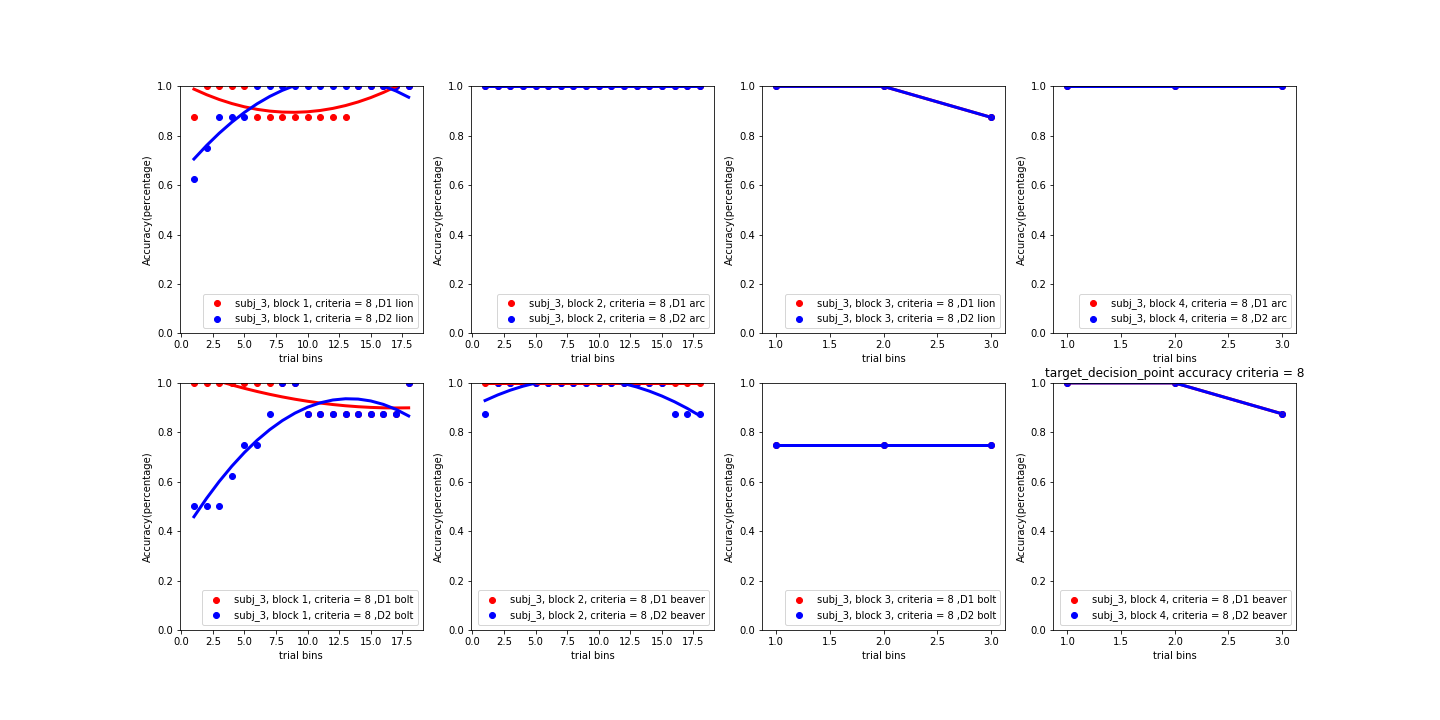 1.0
0.8
0.6
0.4
0.2
0.0
Accuracy(percentage)
subj_3, block 1, criteria = 8 ,D1 lion
subj_3, block 1, criteria = 8 ,D2 lion
0.0 2.5 5.0 7.5 10.0 12.5 15.0 17.5
trial bins
1.0
0.8
0.6
0.4
0.2
0.0
Accuracy(percentage)
subj_3, block 2, criteria = 8 ,D1 arc
subj_3, block 2, criteria = 8 ,D2 arc
0.0 2.5 5.0 7.5 10.0 12.5 15.0 17.5
trial bins
1.0
0.8
0.6
0.4
0.2
0.0
Accuracy(percentage)
subj_3, block 3, criteria = 8 ,D1 lion
subj_3, block 3, criteria = 8 ,D2 lion
1.0 1.5 2.0 2.5 3.0
trial bins
1.0
0.8
0.6
0.4
0.2
0.0
Accuracy(percentage)
subj_3, block 4, criteria = 8 ,D1 arc
subj_3, block 4, criteria = 8 ,D2 arc
1.0 1.5 2.0 2.5 3.0
trial bins
1.0
0.8
0.6
0.4
0.2
0.0
Accuracy(percentage)
subj_3, block 1, criteria = 8 ,D1 bolt
subj_3, block 1, criteria = 8 ,D2 bolt
0.0 2.5 5.0 7.5 10.0 12.5 15.0 17.5
trial bins
1.0
0.8
0.6
0.4
0.2
0.0
Accuracy(percentage)
subj_3, block 2, criteria = 8 ,D1 beaver
subj_3, block 2, criteria = 8 ,D2 beaver
0.0 2.5 5.0 7.5 10.0 12.5 15.0 17.5
trial bins
1.0
0.8
0.6
0.4
0.2
0.0
Accuracy(percentage)
subj_3, block 3, criteria = 8 ,D1 bolt
subj_3, block 3, criteria = 8 ,D2 bolt
1.0 1.5 2.0 2.5 3.0
trial bins
target_decision_point accuracy criteria = 8
1.0
0.8
0.6
0.4
0.2
0.0
Accuracy(percentage)
subj_3, block 4, criteria = 8 ,D1 beaver
subj_3, block 4, criteria = 8 ,D2 beaver
1.0 1.5 2.0 2.5 3.0
trial bins